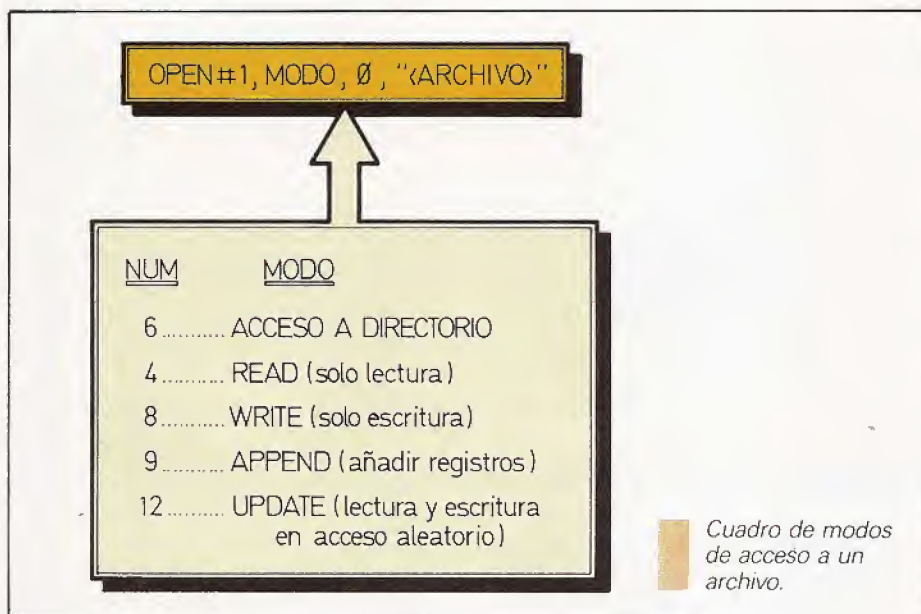 OPEN#1, MODO, Ø, "<ARCHIVO>"
NUM MODO
6........... ACCESO A DIRECTORIO
4........... READ (solo lectura)
8........... WRITE (solo escritura)
9........... APPEND (añadir registros)
12.......... UPDATE (lectura y escritura
en acceso aleatorio)
Cuadro de modos
de acceso a un
archivo.